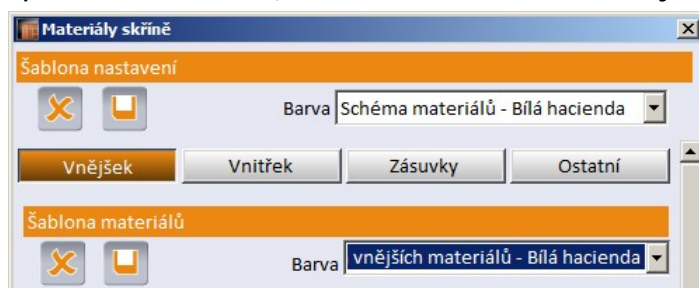 Materiály skříně
Šablona nastavení
Barva Schéma materiálů - Bílá hacienda
Vnějšek Vnitřek Zásuvky Ostatní
Šablona materiálů
Barva vnějších materiálů - Bílá hacienda